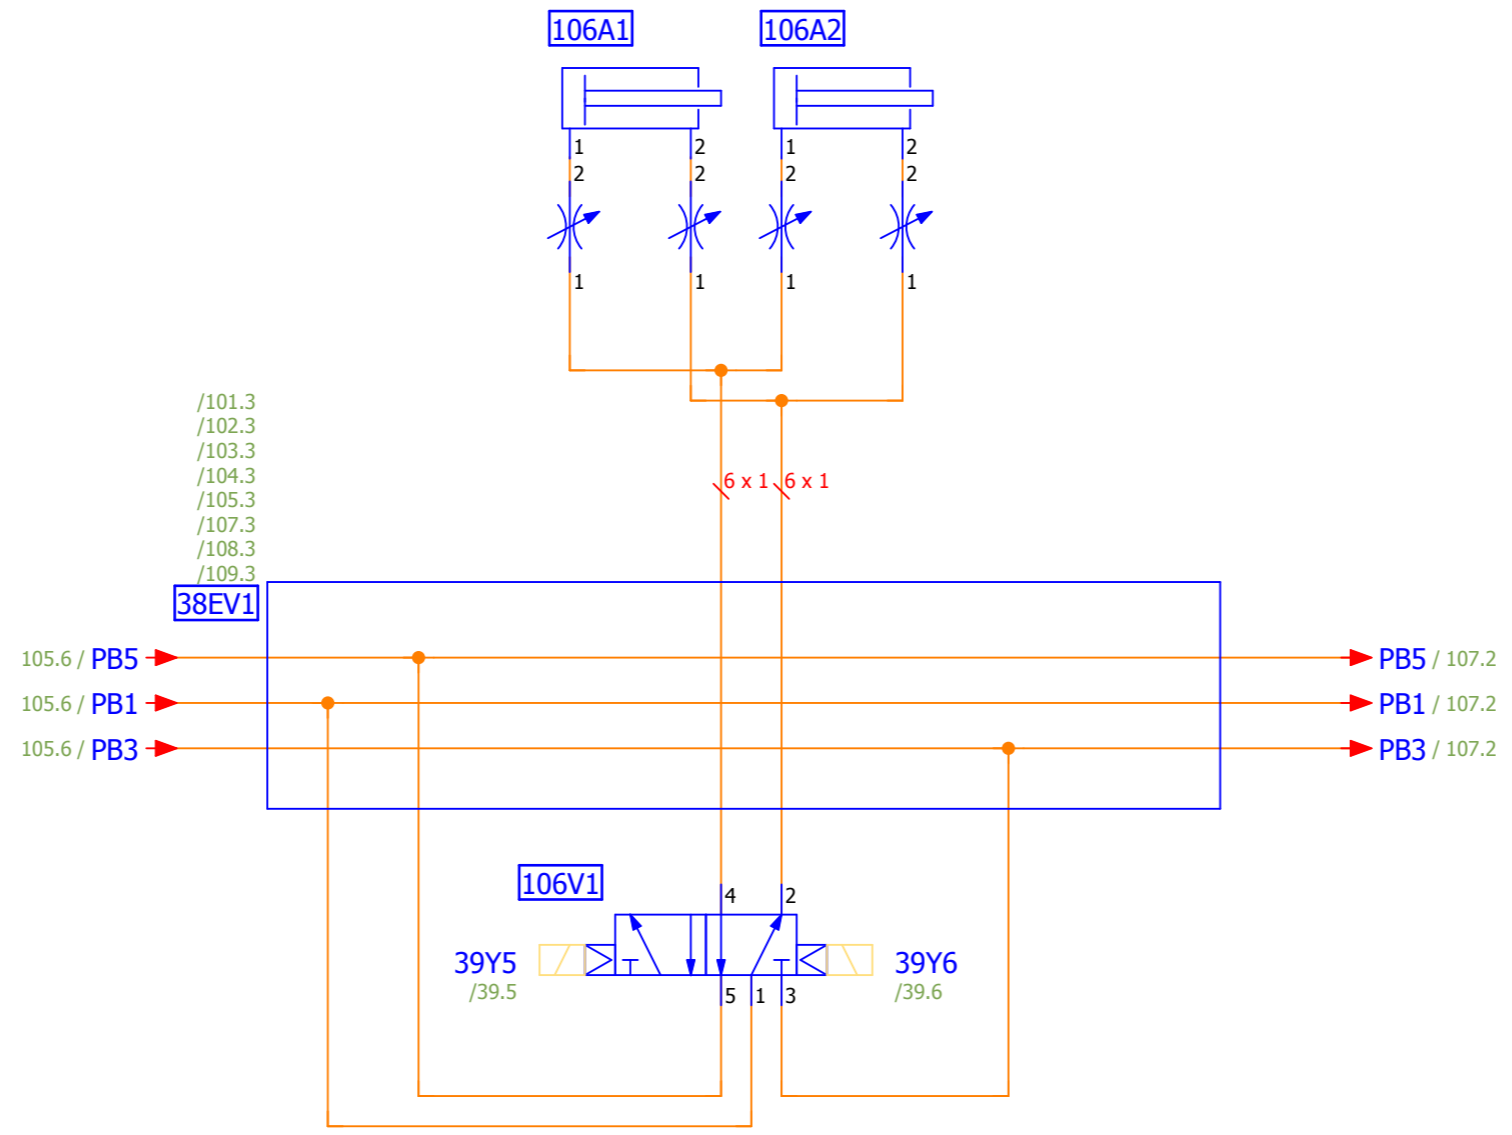 106A1 106A2
1 2 1 2
2 2 2 2
1 1 1 1
/101.3
/102.3
/103.3
/104.3
/105.3
/107.3
/108.3
/109.3
6 x 1 6 x 1
38EV1
105.6 / PB5 PB5 / 107.2
105.6 / PB1 PB1 / 107.2
105.6 / PB3 PB3 / 107.2
106V1
4 2
39Y5 39Y6
/39.5 5 1 3 /39.6